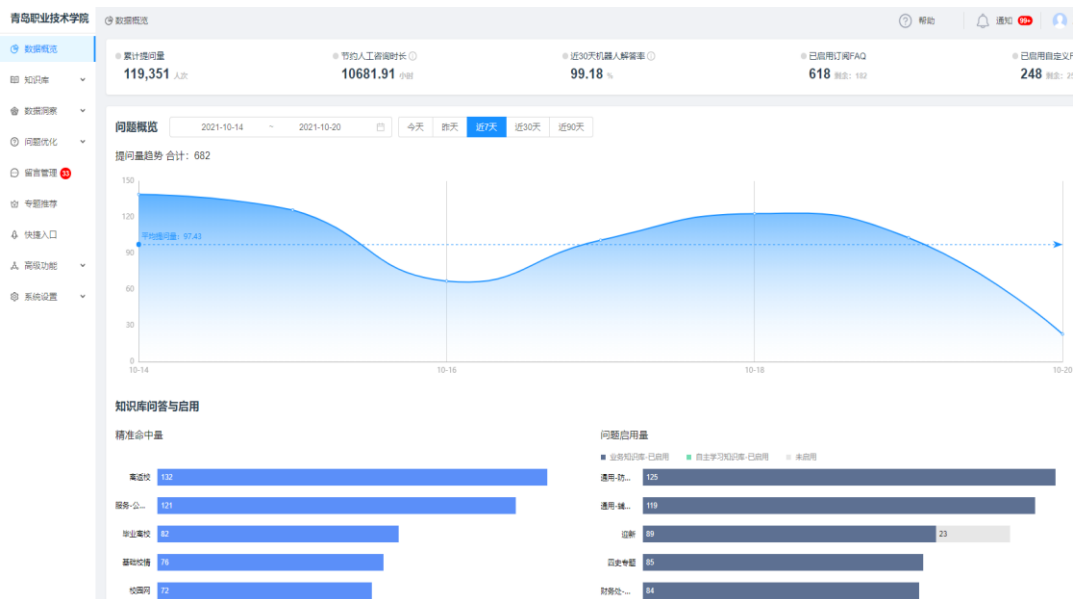 青岛职业技术学院
数据概览
帮助
通知 99+
数据概览
知识库
数据洞察
问题优化
留言管理 33
专题推荐
快捷入口
高级功能
系统设置
累计提问量
119,351 人次
节约人工咨询时长
10681.91 小时
近30天机器人解答率
99.18 %
已启用订阅FAQ
618 剩余: 182
已启用自定义F
248
问题概览
2021-10-14 ~ 2021-10-20
今天 昨天 近7天 近30天 近90天
提问量趋势 合计: 682
150
120
90
60
30
0
平均提问量: 97.43
10-14 10-16 10-18 10-20
知识库问答与启用
精准命中量
离返校 132
服务-公... 121
毕业离校 82
基础校情 76
校园网 72
问题启用量
业务知识库-已启用 自主学习知识库-已启用 未启用
通用-防... 125
通用-辅... 119
迎新 89 23
四史专题 85
财务处-... 84